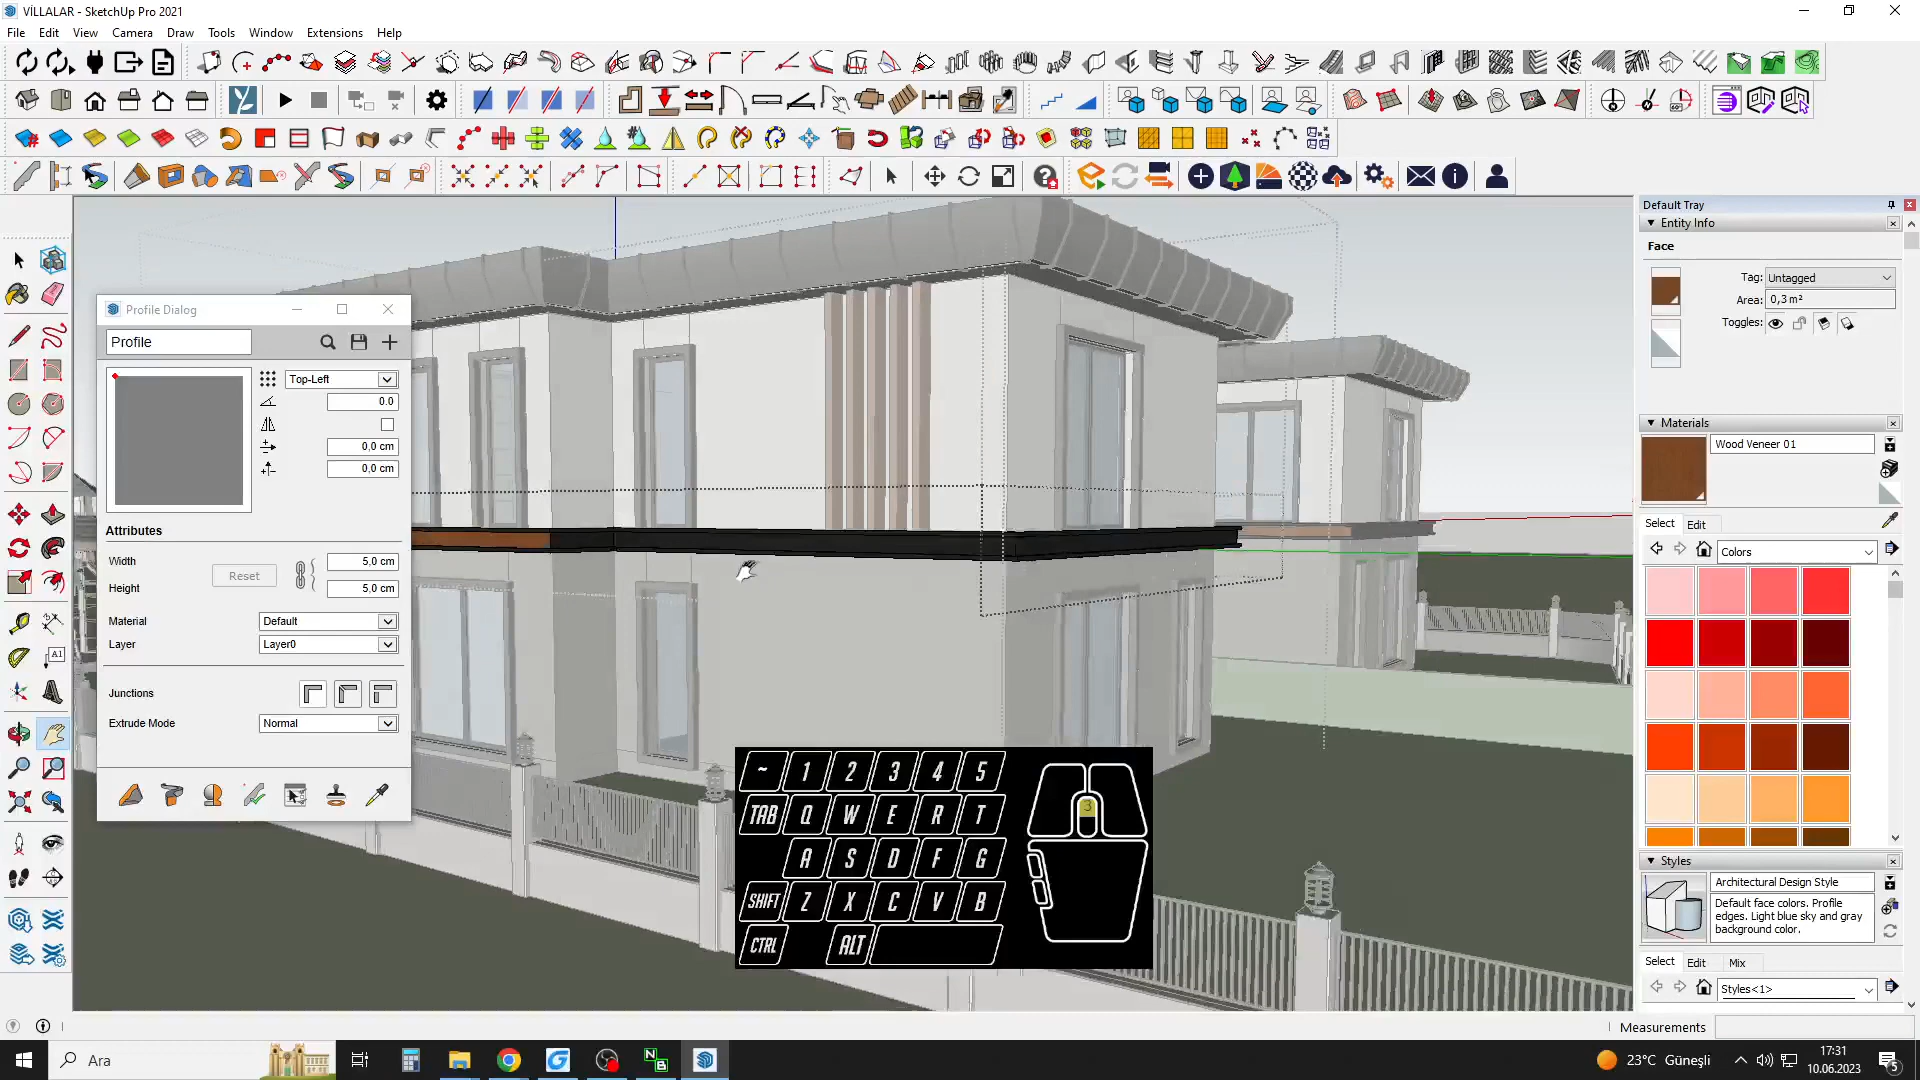 VİLLALAR - SketchUp Pro 2021
File Edit View Camera Draw Tools Window Extensions Help
Default Tray
Entity Info
Face
Tag: Untagged
Area: 0,3 m²
Toggles:
Profile Dialog
Profile
Top-Left
0.0
0,0 cm
0,0 cm
Attributes
Width 5,0 cm
Reset
Height 5,0 cm
Material Default
Layer Layer0
Junctions
Extrude Mode Normal
Materials
Wood Veneer 01
Select Edit
Colors
~ 1 2 3 4 5
TAB Q W E R T
A S D F G
SHIFT Z X C V B
CTRL ALT
3
Styles
Architectural Design Style
Default face colors. Profile
edges. Light blue sky and gray
background color.
Select Edit Mix
Styles<1>
Measurements
Ara
23°C Güneşli
17:31
10.06.2023
5